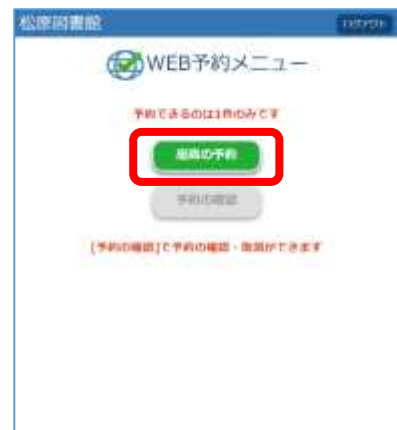 松原図書館 ログアウト
WEB予約メニュー
予約できるのは1件のみです
座席の予約
予約の確認
[予約の確認]で予約の確認・取消ができます